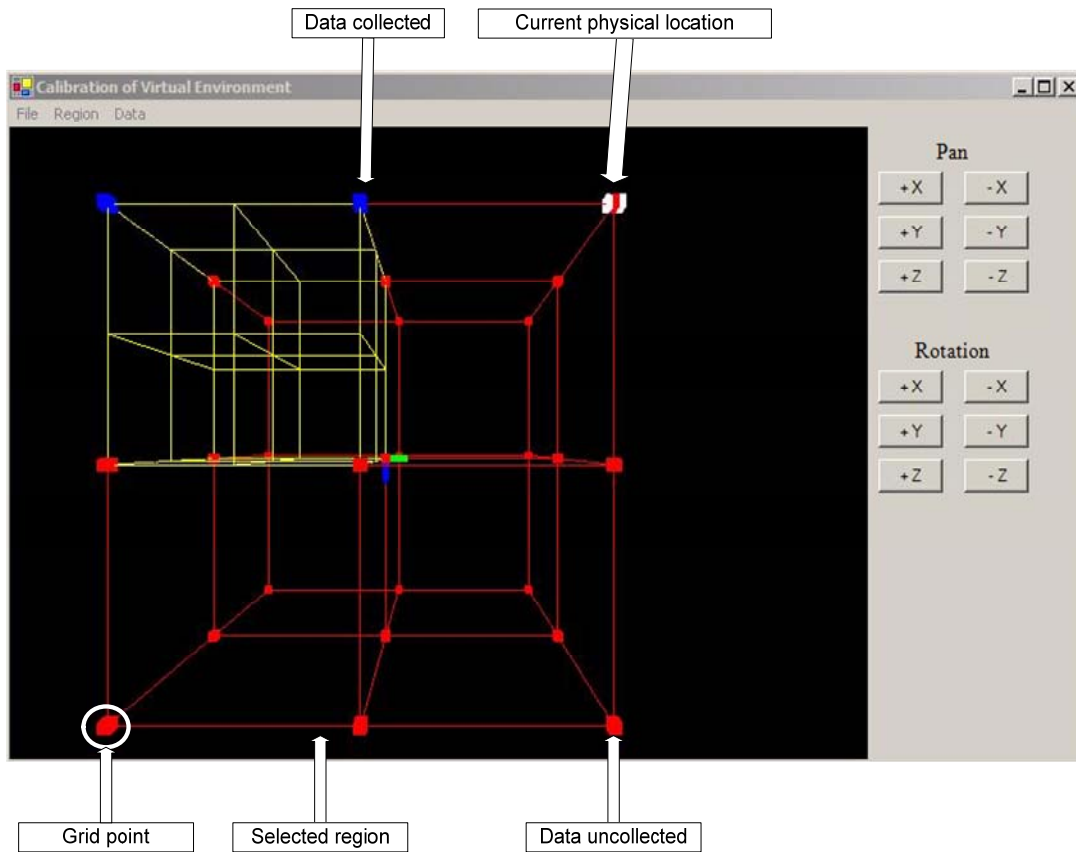 Data collected
Current physical location
Calibration of Virtual Environment
File Region Data
Pan
+X -X
+Y -Y
+Z -Z
Rotation
+X -X
+Y -Y
+Z -Z
Grid point
Selected region
Data uncollected